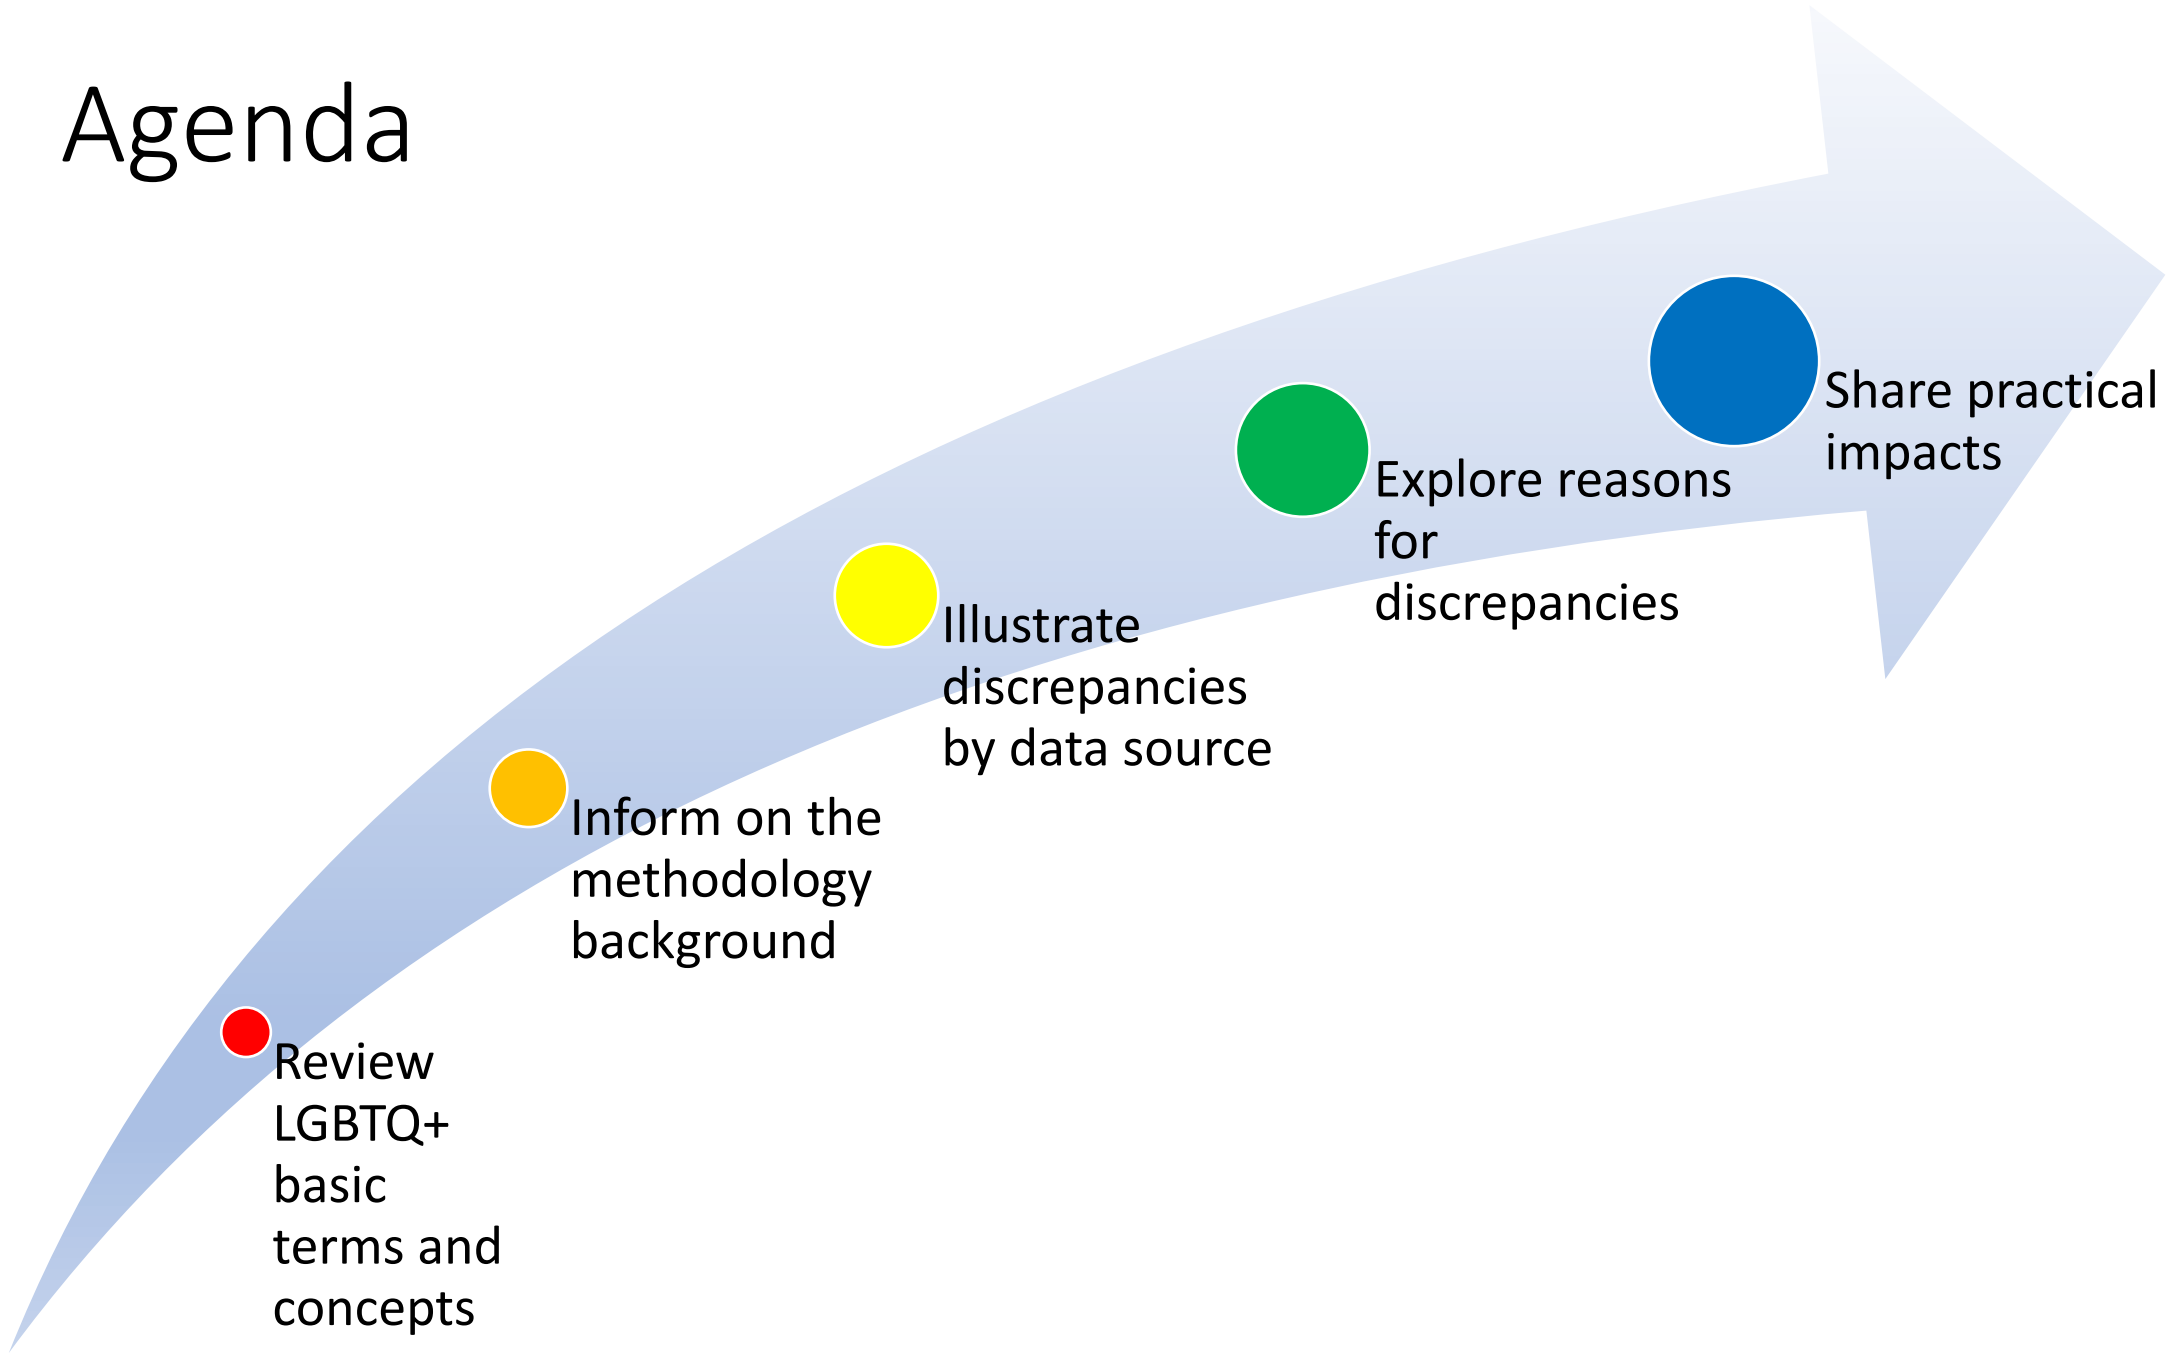 Agenda
Review
LGBTQ+
basic
terms and
concepts
Inform on the
methodology
background
Illustrate
discrepancies
by data source
Explore reasons
for
discrepancies
Share practical
impacts